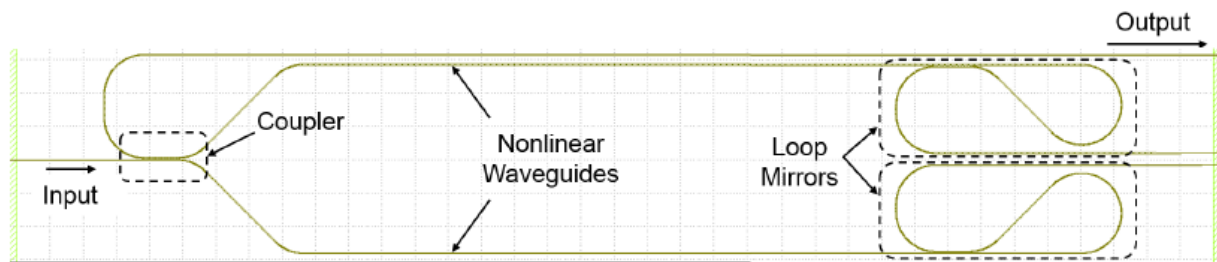 Output
Coupler
Nonlinear
Waveguides
Loop
Mirrors
Input